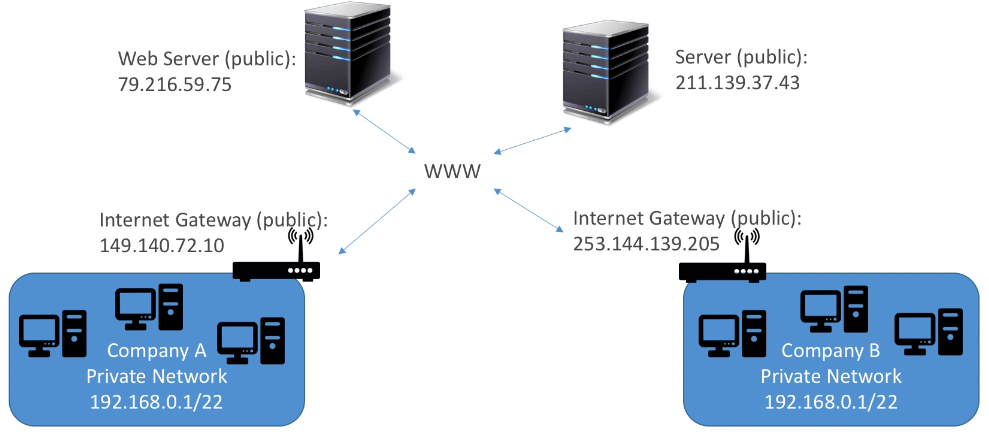 Web Server (public):
79.216.59.75
Server (public):
211.139.37.43
WWW
Internet Gateway (public):
149.140.72.10
Internet Gateway (public):
253.144.139.205
Company A
Private Network
192.168.0.1/22
Company B
Private Network
192.168.0.1/22